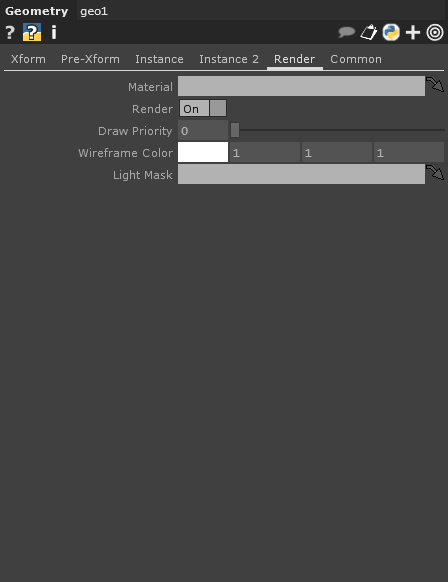 Geometry geo1
? ? i
Xform Pre-Xform Instance Instance 2 Render Common
Material
Render On
Draw Priority 0
Wireframe Color 1 1 1
Light Mask